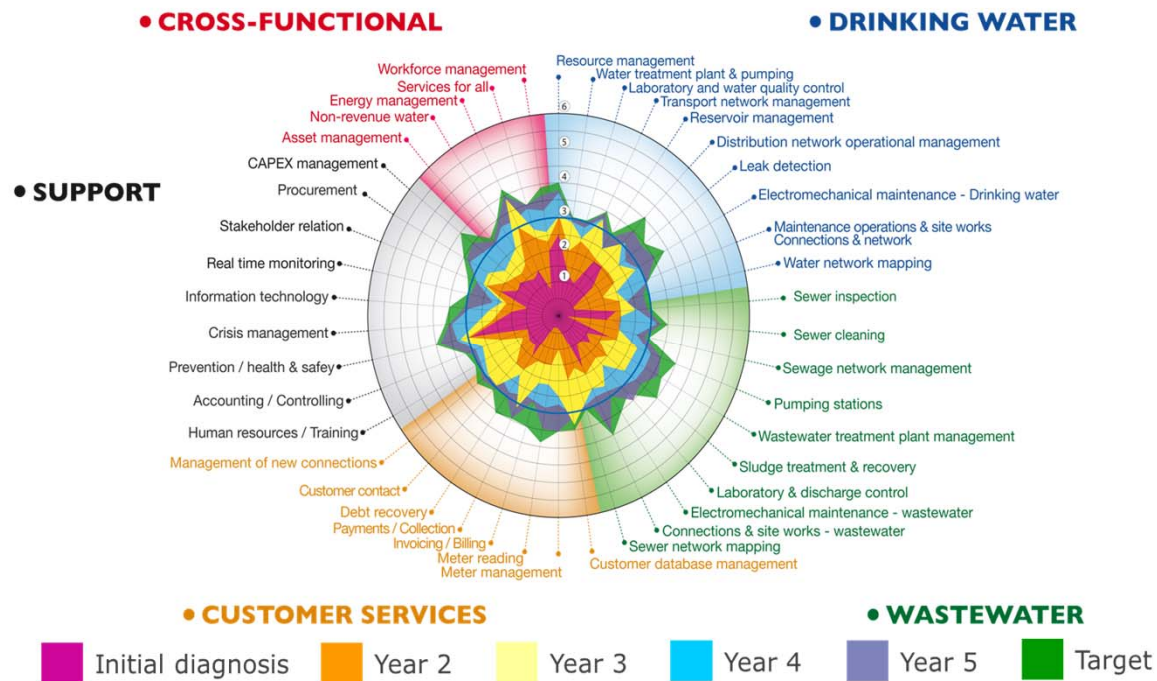 • CROSS-FUNCTIONAL
• DRINKING WATER
Resource management
Water treatment plant & pumping
Laboratory and water quality control
Transport network management
Reservoir management
Distribution network operational management
Leak detection
Electromechanical maintenance - Drinking water
Maintenance operations & site works
Connections & network
Water network mapping
Workforce management
Services for all
Energy management
Non-revenue water
Asset management
• SUPPORT
CAPEX management
Procurement
Stakeholder relation
Real time monitoring
Information technology
Crisis management
Prevention / health & safey
Accounting / Controlling
Human resources / Training
6
5
4
3
2
1
Sewer inspection
Sewer cleaning
Sewage network management
Pumping stations
Wastewater treatment plant management
Sludge treatment & recovery
Laboratory & discharge control
Electromechanical maintenance - wastewater
Connections & site works - wastewater
Sewer network mapping
Management of new connections
Customer contact
Debt recovery
Payments / Collection
Invoicing / Billing
Meter reading
Meter management
Customer database management
• CUSTOMER SERVICES
• WASTEWATER
Initial diagnosis
Year 2
Year 3
Year 4
Year 5
Target